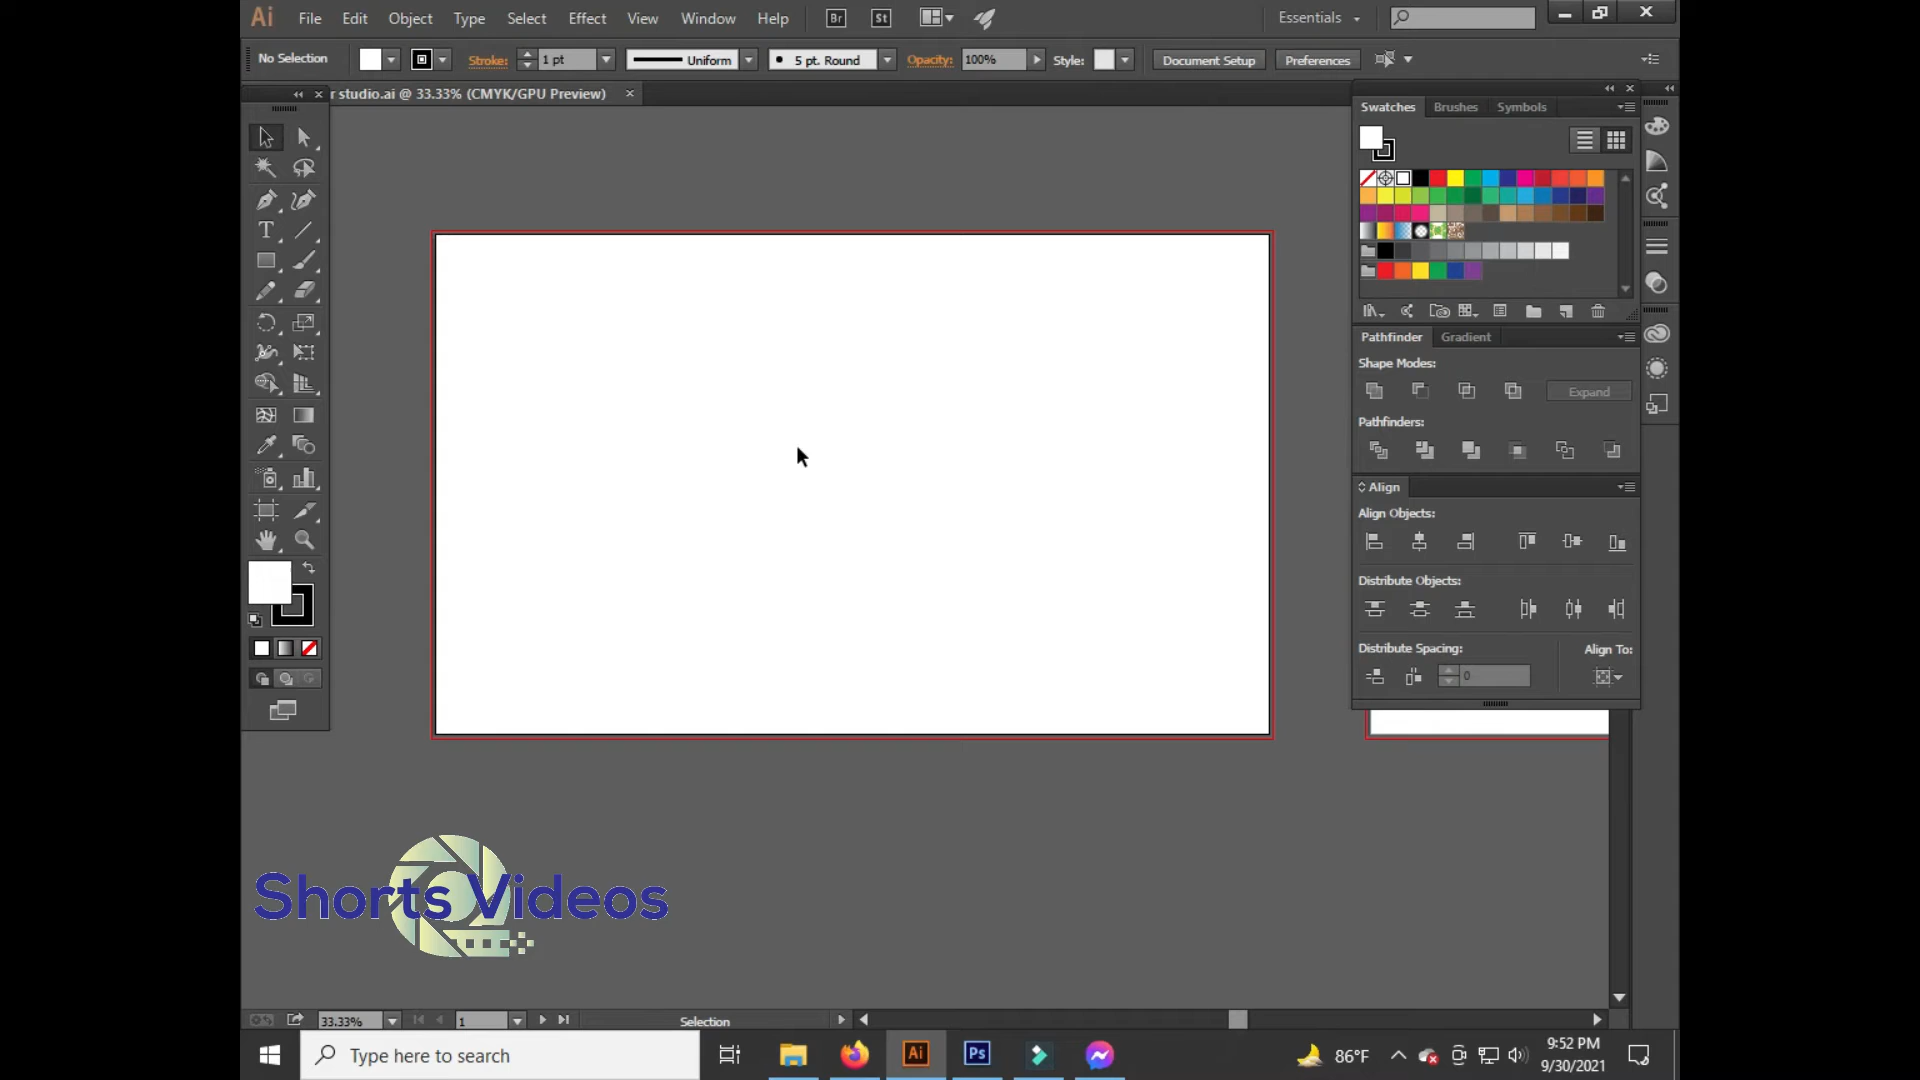 Ai File Edit Object Type Select Effect View Window Help Br St Essentials
No Selection Stroke: 1 pt Uniform 5 pt. Round Opacity: 100% Style: Document Setup Preferences
r studio.ai @ 33.33% (CMYK/GPU Preview)
Swatches Brushes Symbols
Pathfinder Gradient
Shape Modes:
Expand
Pathfinders:
Align
Align Objects:
Distribute Objects:
Distribute Spacing: Align To:
0
Shorts Videos
33.33% 1 Selection
Type here to search
Ai Ps
86°F
9:52 PM
9/30/2021